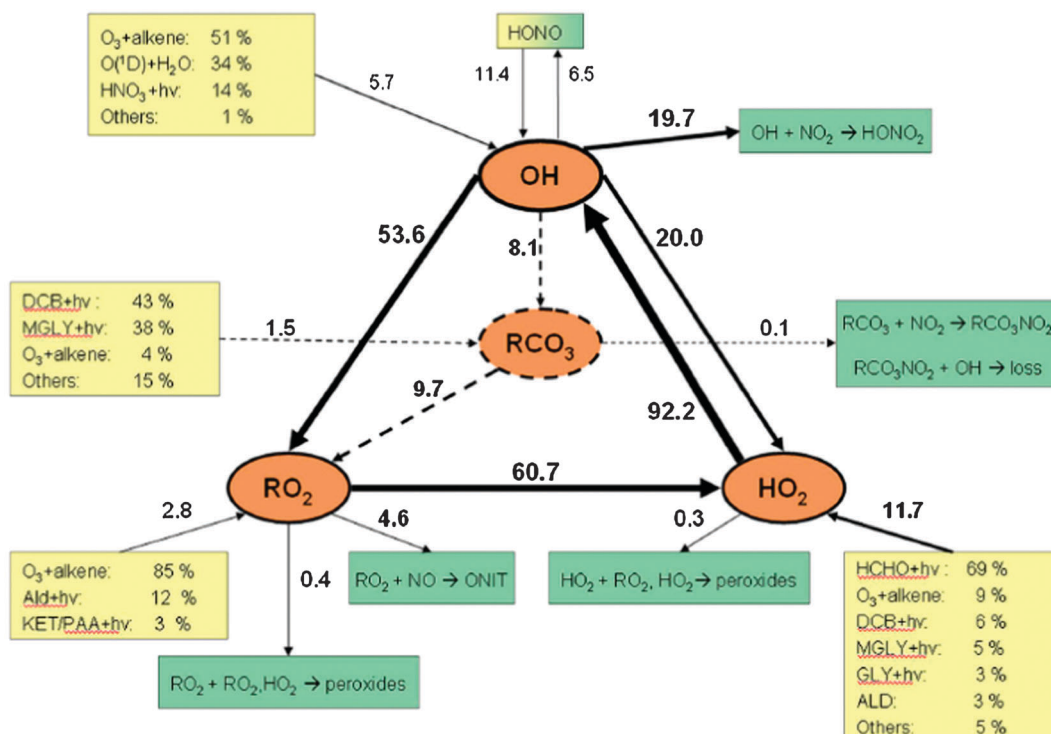 O₃+alkene: 51 %
O(¹D)+H₂O: 34 %
HNO₃+hv: 14 %
Others: 1 %
HONO
5.7
11.4
6.5
19.7
OH + NO₂ → HONO₂
OH
53.6
8.1
20.0
DCB+hv : 43 %
MGLY+hv: 38 %
O₃+alkene: 4 %
Others: 15 %
1.5
RCO₃
0.1
RCO₃ + NO₂ → RCO₃NO₂
RCO₃NO₂ + OH → loss
9.7
92.2
RO₂
60.7
HO₂
2.8
4.6
0.3
11.7
O₃+alkene: 85 %
Ald+hv: 12 %
KET/PAA+hv: 3 %
0.4
RO₂ + NO → ONIT
HO₂ + RO₂, HO₂ → peroxides
HCHO+hv : 69 %
O₃+alkene: 9 %
DCB+hv: 6 %
MGLY+hv: 5 %
GLY+hv: 3 %
ALD: 3 %
Others: 5 %
RO₂ + RO₂,HO₂ → peroxides